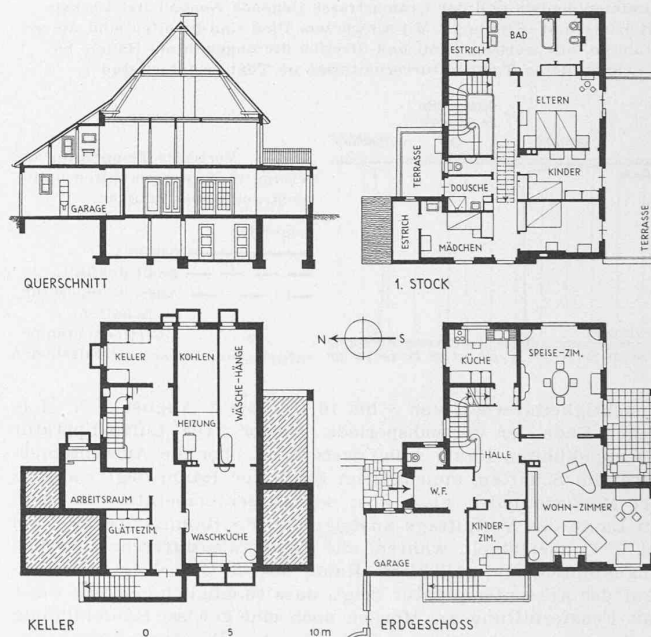 ESTRICH
BAD
ELTERN
TERRASSE
KINDER
DOUSCHE
ESTRICH
MÄDCHEN
TERRASSE
GARAGE
QUERSCHNITT
1. STOCK
KELLER
KOHLEN
WÄSCHE-HÄNGE
HEIZUNG
ARBEITSRAUM
GLÄTTEZIM.
WASCHKÜCHE
N
S
KÜCHE
SPEISE-ZIM.
HALLE
W.F.
WOHN-ZIMMER
KINDER-
ZIM.
GARAGE
KELLER
0 5 10 m
ERDGESCHOSS